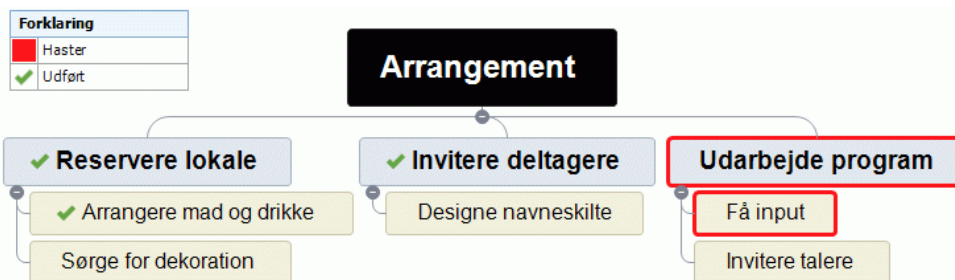 Forklaring
Haster
Udført
Arrangement
Reservere lokale
Invitere deltagere
Udarbejde program
Arrangere mad og drikke
Designe navneskilte
Få input
Sørge for dekoration
Invitere talere